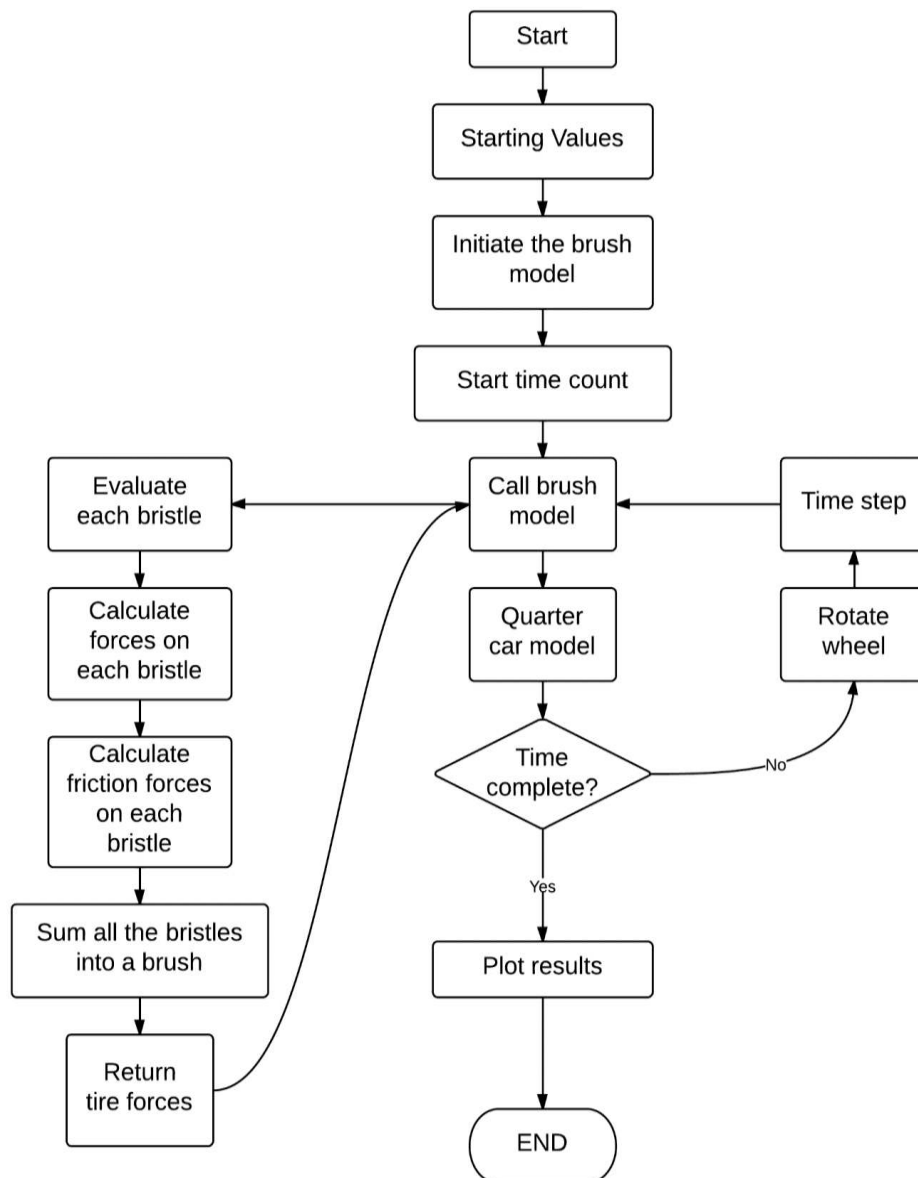 Start
Starting Values
Initiate the brush
model
Start time count
Evaluate
each bristle
Call brush
model
Time step
Calculate
forces on
each bristle
Quarter
car model
Rotate
wheel
Calculate
friction forces
on each
bristle
Time
complete?
No
Yes
Sum all the bristles
into a brush
Plot results
Return
tire forces
END